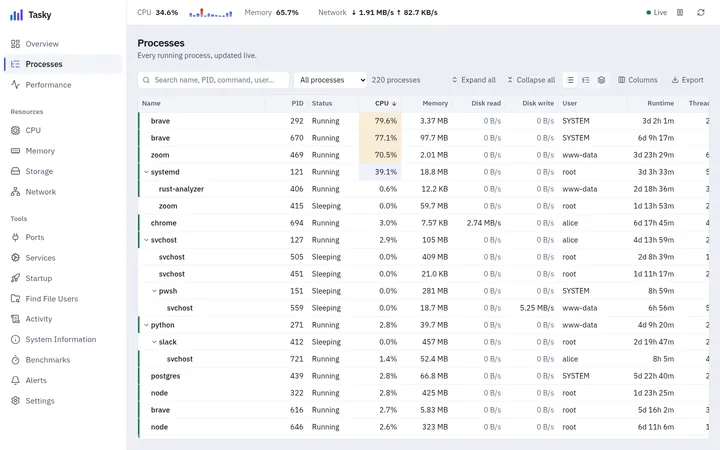 Tasky
CPU 34.6% Memory 65.7% Network ↓ 1.91 MB/s ↑ 82.7 KB/s Live
Overview
Processes
Performance
Resources
CPU
Memory
Storage
Network
Tools
Ports
Services
Startup
Find File Users
Activity
System Information
Benchmarks
Alerts
Settings
Processes
Every running process, updated live.
Search name, PID, command, user... All processes 220 processes Expand all Collapse all Columns Export
Name PID Status CPU ↓ Memory Disk read Disk write User Runtime Thread
brave 292 Running 79.6% 3.37 MB 0 B/s 0 B/s SYSTEM 3d 2h 1m
brave 670 Running 77.1% 97.7 MB 0 B/s 0 B/s SYSTEM 6d 9h 17m
zoom 469 Running 70.5% 2.01 MB 0 B/s 0 B/s www-data 3d 23h 29m
systemd 121 Running 39.1% 18.8 MB 0 B/s 0 B/s root 3d 3h 33m
rust-analyzer 406 Running 0.6% 12.2 KB 0 B/s 0 B/s www-data 2d 18h 36m
zoom 415 Sleeping 0.0% 59.7 MB 0 B/s 0 B/s root 1d 13h 53m
chrome 694 Running 3.0% 7.57 KB 2.74 MB/s 0 B/s alice 6d 17h 45m
svchost 127 Running 2.9% 105 MB 0 B/s 0 B/s alice 4d 13h 59m
svchost 505 Sleeping 0.0% 409 MB 0 B/s 0 B/s root 2d 8h 39m
svchost 451 Sleeping 0.0% 21.0 KB 0 B/s 0 B/s root 1d 11h 17m
pwsh 151 Sleeping 0.0% 281 MB 0 B/s 0 B/s SYSTEM 8h 59m
svchost 559 Sleeping 0.0% 18.7 MB 0 B/s 5.25 MB/s www-data 6h 56m
python 271 Running 2.8% 39.7 MB 0 B/s 0 B/s www-data 4d 9h 20m
slack 412 Sleeping 0.0% 457 MB 0 B/s 0 B/s root 2d 19h 47m
svchost 721 Running 1.4% 52.4 MB 0 B/s 0 B/s alice 8h 5m
postgres 439 Running 2.8% 66.8 MB 0 B/s 0 B/s SYSTEM 5d 22h 40m
node 322 Running 2.8% 425 MB 0 B/s 0 B/s root 1d 23h 25m
brave 616 Running 2.7% 5.83 MB 0 B/s 0 B/s root 5d 16h 2m
node 646 Running 2.6% 323 MB 0 B/s 0 B/s root 6d 11h 6m